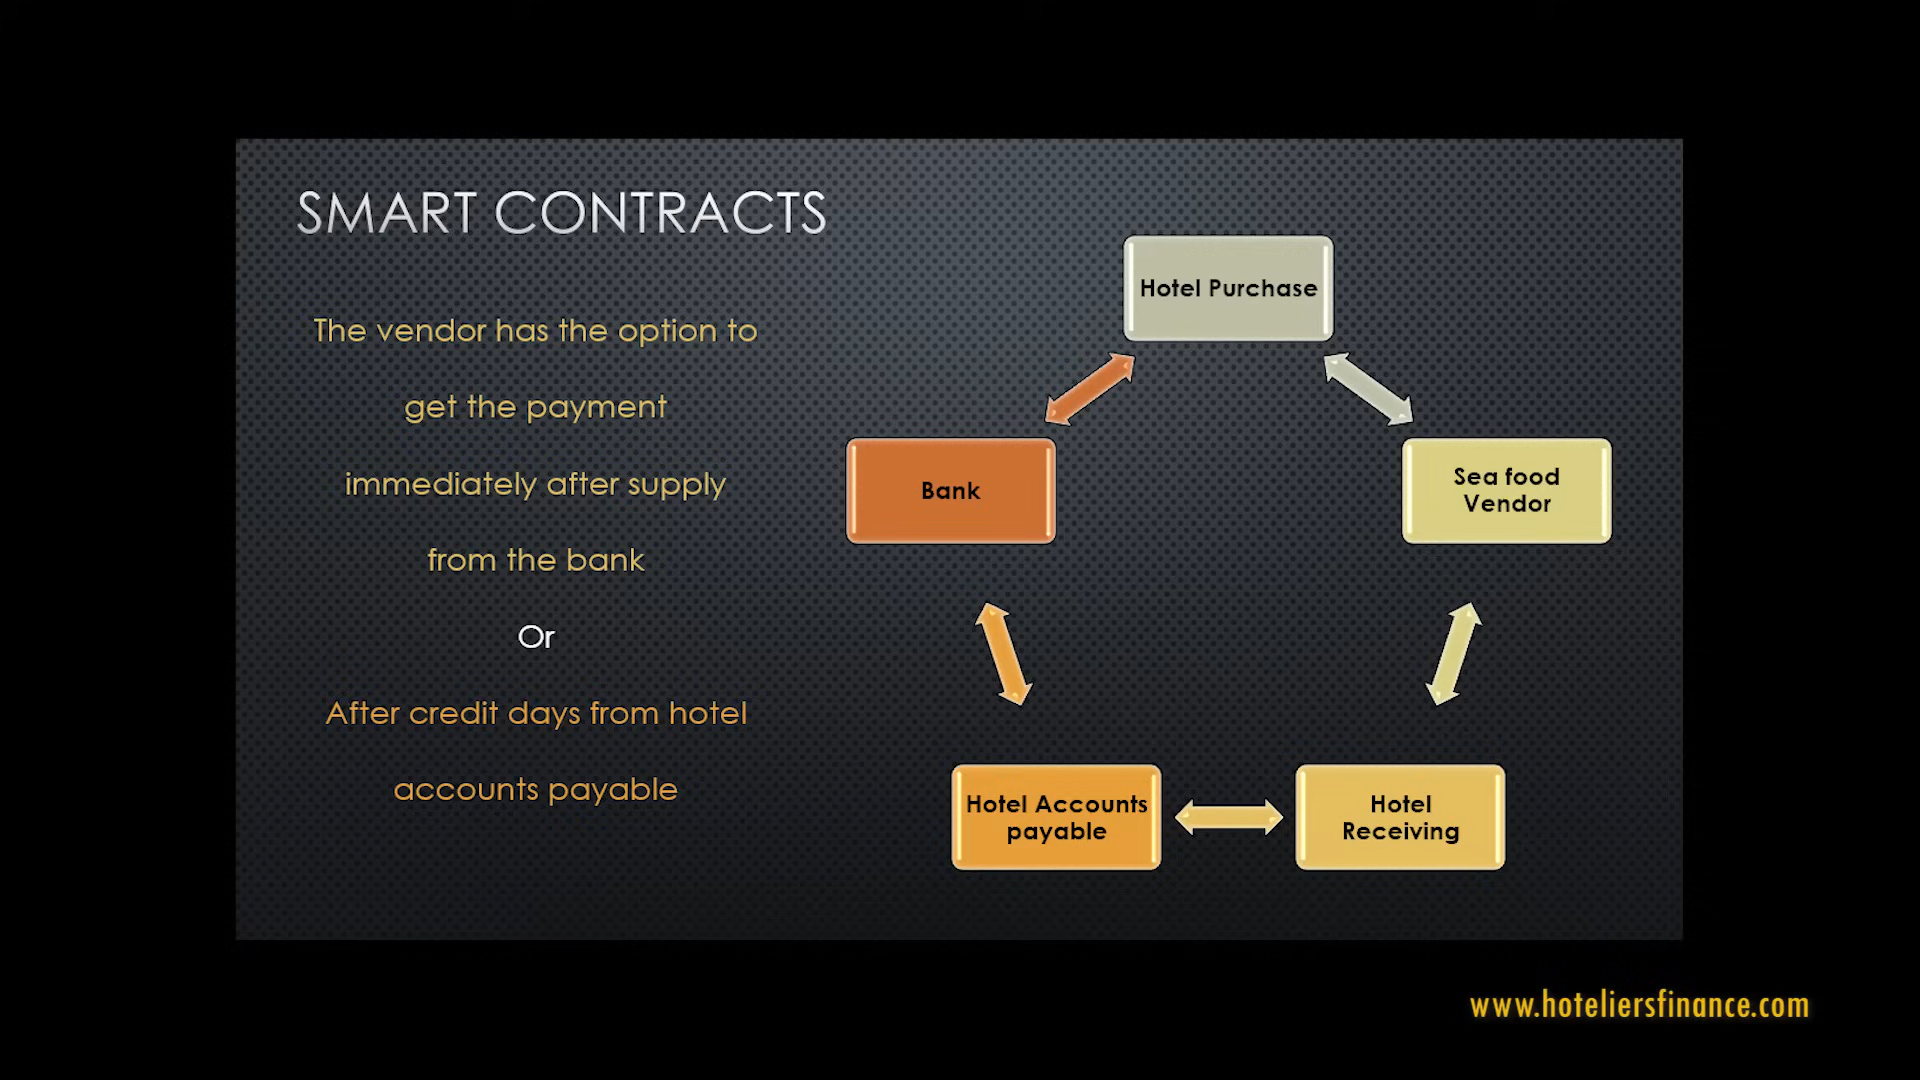 SMART CONTRACTS
The vendor has the option to
get the payment
immediately after supply
from the bank
Or
After credit days from hotel
accounts payable
Hotel Purchase
Bank
Sea food
Vendor
Hotel Accounts
payable
Hotel
Receiving
www.hoteliersfinance.com